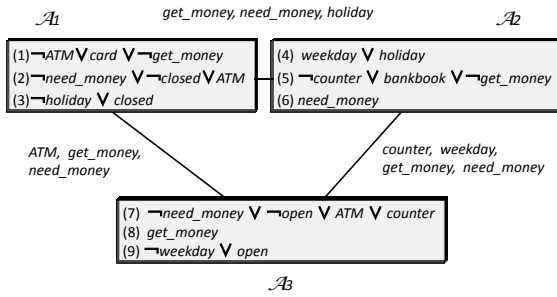 get_money, need_money, holiday
𝒜1
𝒜2
(1) ¬ATM ∨ card ∨ ¬get_money
(2) ¬need_money ∨ ¬closed ∨ ATM
(3) ¬holiday ∨ closed
(4) weekday ∨ holiday
(5) ¬counter ∨ bankbook ∨ ¬get_money
(6) need_money
ATM, get_money,
need_money
counter, weekday,
get_money, need_money
(7) ¬need_money ∨ ¬open ∨ ATM ∨ counter
(8) get_money
(9) ¬weekday ∨ open
𝒜3